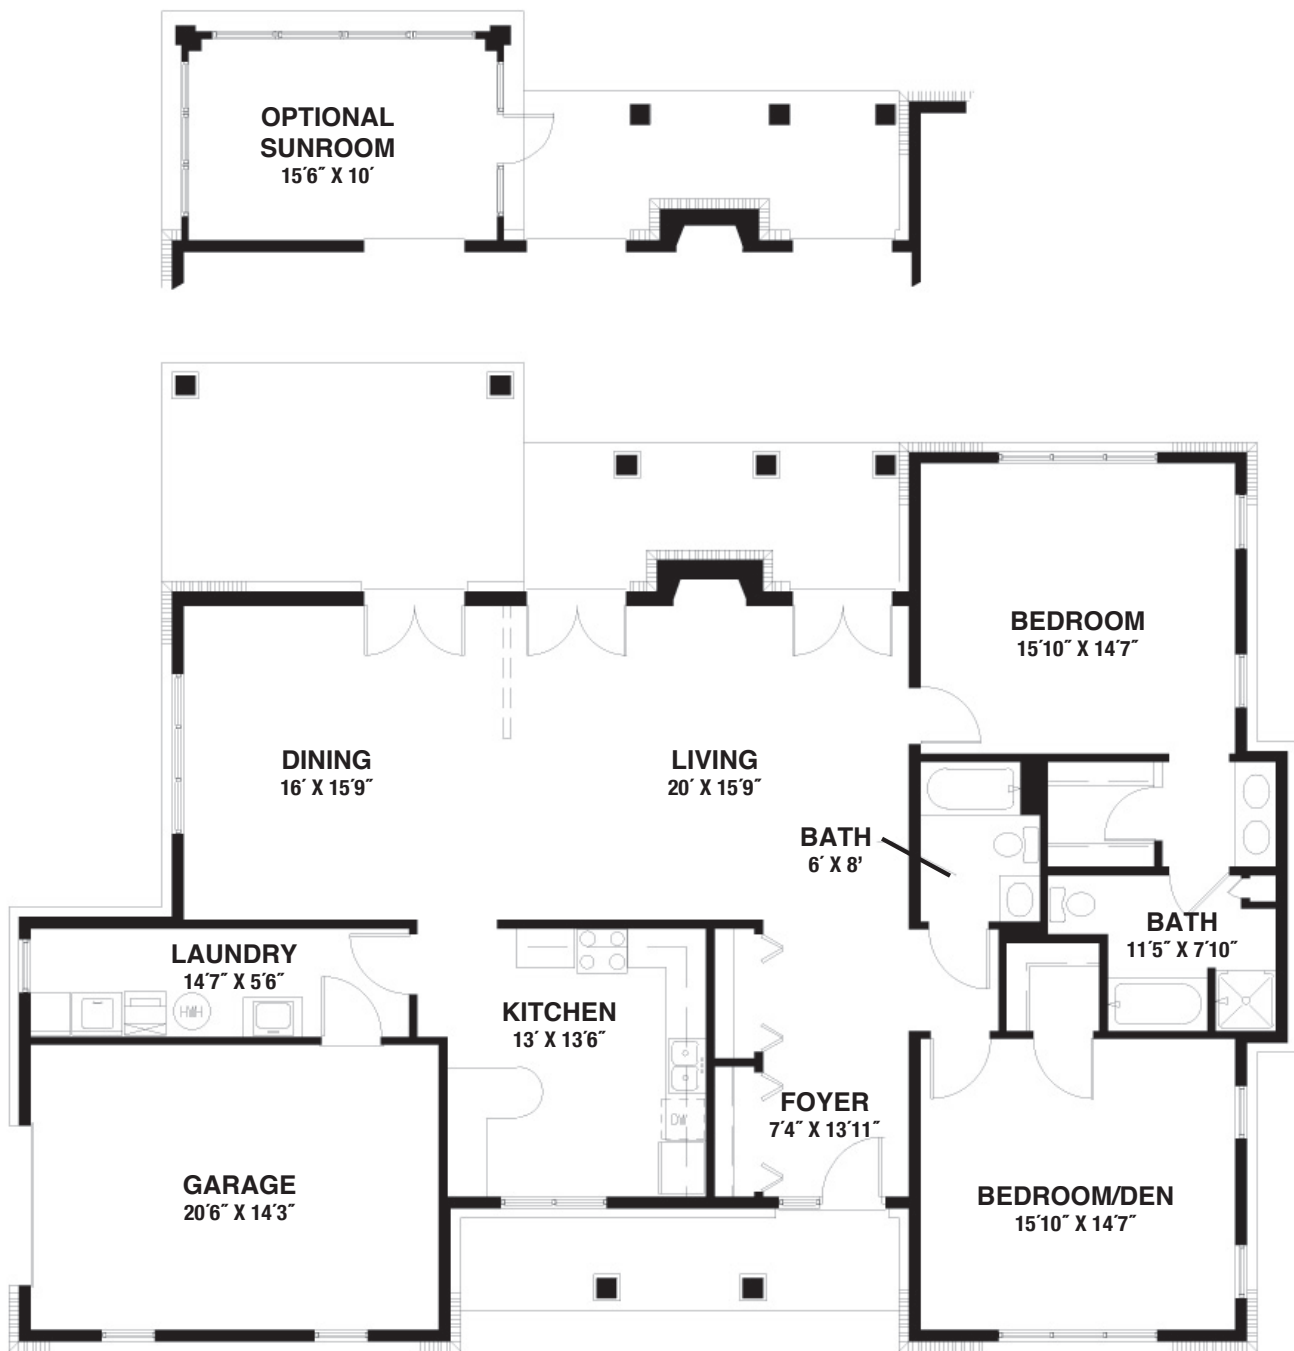 OPTIONAL
SUNROOM
15′6″ X 10′
BEDROOM
15′10″ X 14′7″
DINING
16′ X 15′9″
LIVING
20′ X 15′9″
BATH
6′ X 8'
BATH
11′5″ X 7′10″
LAUNDRY
14′7″ X 5′6″
HWH
KITCHEN
13′ X 13′6″
DW
FOYER
7′4″ X 13′11″
GARAGE
20′6″ X 14′3″
BEDROOM/DEN
15′10″ X 14′7″